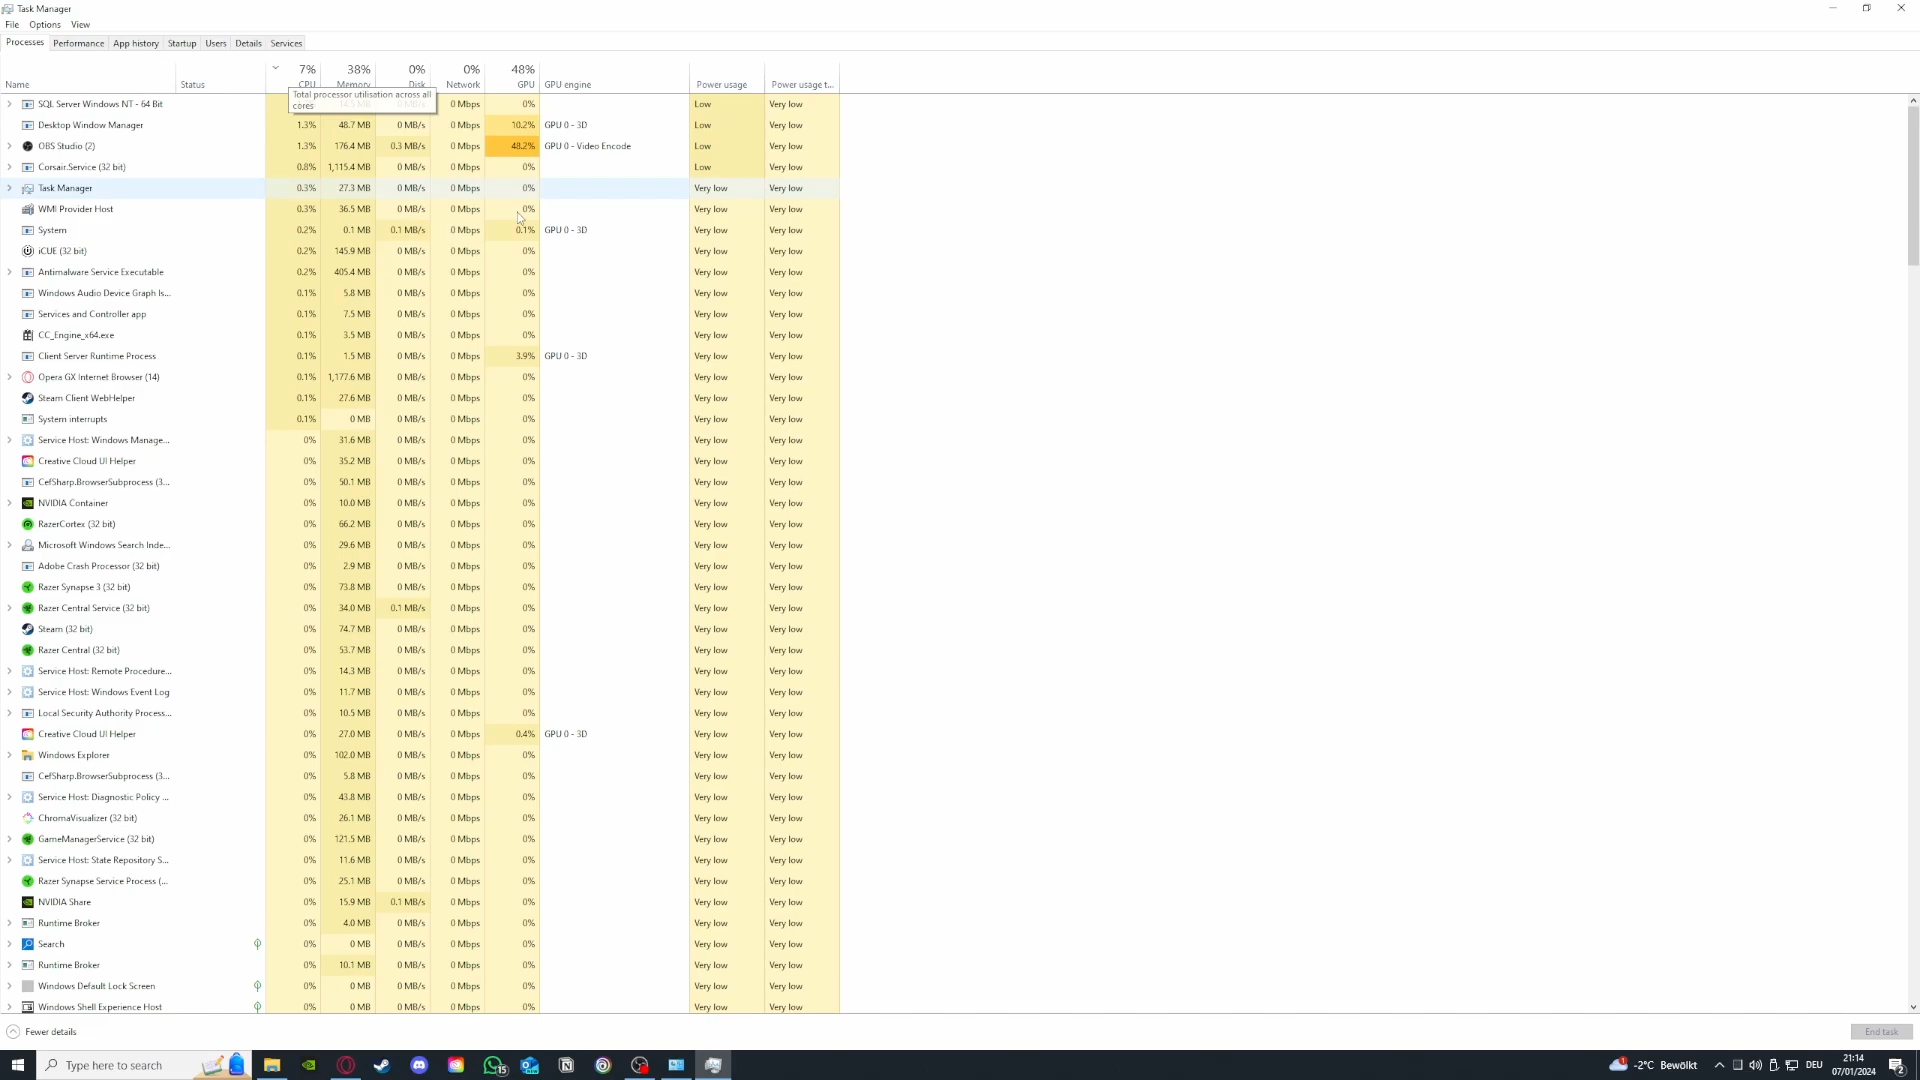 Task Manager
File Options View
Processes Performance App history Startup Users Details Services
7% 38% 0% 0% 48%
Name Status CPU Memory Disk Network GPU GPU engine Power usage Power usage t...
Total processor utilisation across all
cores
SQL Server Windows NT - 64 Bit 14.5 MB 0 Mbps 0% Low Very low
Desktop Window Manager 1.3% 48.7 MB 0 MB/s 0 Mbps 10.2% GPU 0 - 3D Low Very low
OBS Studio (2) 1.3% 176.4 MB 0.3 MB/s 0 Mbps 48.2% GPU 0 - Video Encode Low Very low
Corsair.Service (32 bit) 0.8% 1,115.4 MB 0 MB/s 0 Mbps 0% Low Very low
Task Manager 0.3% 27.3 MB 0 MB/s 0 Mbps 0% Very low Very low
WMI Provider Host 0.3% 36.5 MB 0 MB/s 0 Mbps 0% Very low Very low
System 0.2% 0.1 MB 0.1 MB/s 0 Mbps 0.1% GPU 0 - 3D Very low Very low
iCUE (32 bit) 0.2% 145.9 MB 0 MB/s 0 Mbps 0% Very low Very low
Antimalware Service Executable 0.2% 405.4 MB 0 MB/s 0 Mbps 0% Very low Very low
Windows Audio Device Graph Is... 0.1% 5.8 MB 0 MB/s 0 Mbps 0% Very low Very low
Services and Controller app 0.1% 7.5 MB 0 MB/s 0 Mbps 0% Very low Very low
CC_Engine_x64.exe 0.1% 3.5 MB 0 MB/s 0 Mbps 0% Very low Very low
Client Server Runtime Process 0.1% 1.5 MB 0 MB/s 0 Mbps 3.9% GPU 0 - 3D Very low Very low
Opera GX Internet Browser (14) 0.1% 1,177.6 MB 0 MB/s 0 Mbps 0% Very low Very low
Steam Client WebHelper 0.1% 27.6 MB 0 MB/s 0 Mbps 0% Very low Very low
System interrupts 0.1% 0 MB 0 MB/s 0 Mbps 0% Very low Very low
Service Host: Windows Manage... 0% 31.6 MB 0 MB/s 0 Mbps 0% Very low Very low
Creative Cloud UI Helper 0% 35.2 MB 0 MB/s 0 Mbps 0% Very low Very low
CefSharp.BrowserSubprocess (3... 0% 50.1 MB 0 MB/s 0 Mbps 0% Very low Very low
NVIDIA Container 0% 10.0 MB 0 MB/s 0 Mbps 0% Very low Very low
RazerCortex (32 bit) 0% 66.2 MB 0 MB/s 0 Mbps 0% Very low Very low
Microsoft Windows Search Inde... 0% 29.6 MB 0 MB/s 0 Mbps 0% Very low Very low
Adobe Crash Processor (32 bit) 0% 2.9 MB 0 MB/s 0 Mbps 0% Very low Very low
Razer Synapse 3 (32 bit) 0% 73.8 MB 0 MB/s 0 Mbps 0% Very low Very low
Razer Central Service (32 bit) 0% 34.0 MB 0.1 MB/s 0 Mbps 0% Very low Very low
Steam (32 bit) 0% 74.7 MB 0 MB/s 0 Mbps 0% Very low Very low
Razer Central (32 bit) 0% 53.7 MB 0 MB/s 0 Mbps 0% Very low Very low
Service Host: Remote Procedure... 0% 14.3 MB 0 MB/s 0 Mbps 0% Very low Very low
Service Host: Windows Event Log 0% 11.7 MB 0 MB/s 0 Mbps 0% Very low Very low
Local Security Authority Process... 0% 10.5 MB 0 MB/s 0 Mbps 0% Very low Very low
Creative Cloud UI Helper 0% 27.0 MB 0 MB/s 0 Mbps 0.4% GPU 0 - 3D Very low Very low
Windows Explorer 0% 102.0 MB 0 MB/s 0 Mbps 0% Very low Very low
CefSharp.BrowserSubprocess (3... 0% 5.8 MB 0 MB/s 0 Mbps 0% Very low Very low
Service Host: Diagnostic Policy ... 0% 43.8 MB 0 MB/s 0 Mbps 0% Very low Very low
ChromaVisualizer (32 bit) 0% 26.1 MB 0 MB/s 0 Mbps 0% Very low Very low
GameManagerService (32 bit) 0% 121.5 MB 0 MB/s 0 Mbps 0% Very low Very low
Service Host: State Repository S... 0% 11.6 MB 0 MB/s 0 Mbps 0% Very low Very low
Razer Synapse Service Process (... 0% 25.1 MB 0 MB/s 0 Mbps 0% Very low Very low
NVIDIA Share 0% 15.9 MB 0.1 MB/s 0 Mbps 0% Very low Very low
Runtime Broker 0% 4.0 MB 0 MB/s 0 Mbps 0% Very low Very low
Search 0% 0 MB 0 MB/s 0 Mbps 0% Very low Very low
Runtime Broker 0% 10.1 MB 0 MB/s 0 Mbps 0% Very low Very low
Windows Default Lock Screen 0% 0 MB 0 MB/s 0 Mbps 0% Very low Very low
Windows Shell Experience Host 0% 0 MB 0 MB/s 0 Mbps 0% Very low Very low
Fewer details End task
Type here to search 15 1 -2°C Bewölkt DEU 21:14
07/01/2024 2